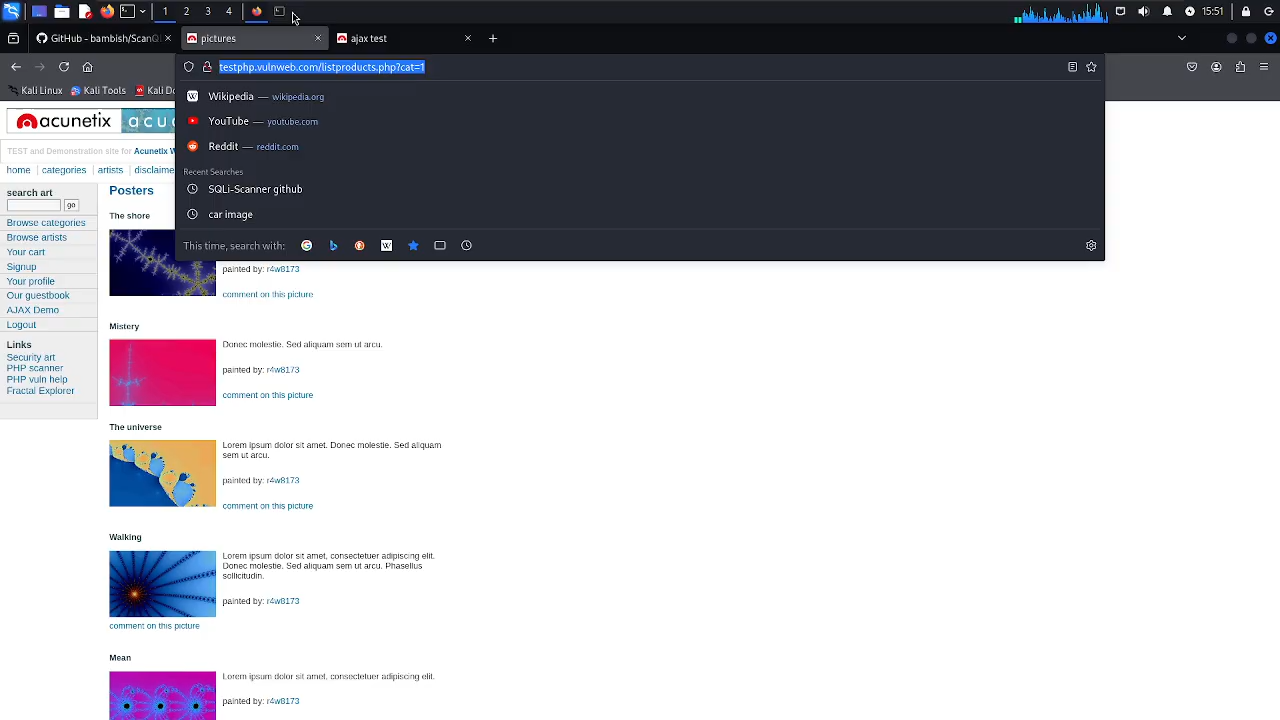 1 2 3 4 15:51
GitHub - bambish/ScanQl pictures ajax test
testphp.vulnweb.com/listproducts.php?cat=1
Kali Linux Kali Tools Kali Do
Wikipedia — wikipedia.org
YouTube — youtube.com
Reddit — reddit.com
Recent Searches
SQLi-Scanner github
car image
This time, search with:
acunetix acu
TEST and Demonstration site for Acunetix W
home categories artists disclaime
search art
go
Browse categories
Browse artists
Your cart
Signup
Your profile
Our guestbook
AJAX Demo
Logout
Links
Security art
PHP scanner
PHP vuln help
Fractal Explorer
Posters
The shore
painted by: r4w8173
comment on this picture
Mistery
Donec molestie. Sed aliquam sem ut arcu.
painted by: r4w8173
comment on this picture
The universe
Lorem ipsum dolor sit amet. Donec molestie. Sed aliquam
sem ut arcu.
painted by: r4w8173
comment on this picture
Walking
Lorem ipsum dolor sit amet, consectetuer adipiscing elit.
Donec molestie. Sed aliquam sem ut arcu. Phasellus
sollicitudin.
painted by: r4w8173
comment on this picture
Mean
Lorem ipsum dolor sit amet, consectetuer adipiscing elit.
painted by: r4w8173